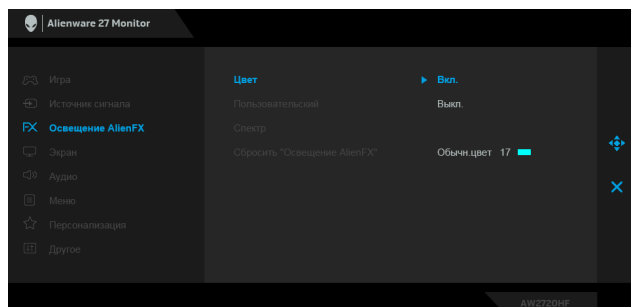 Alienware 27 Monitor
Игра
Источник сигнала
FX Освещение AlienFX
Экран
Аудио
Меню
Персонализация
Другое
Цвет
Пользовательский
Спектр
Сбросить "Освещение AlienFX"
Вкл.
Выкл.
Обычн.цвет 17
AW2720HF